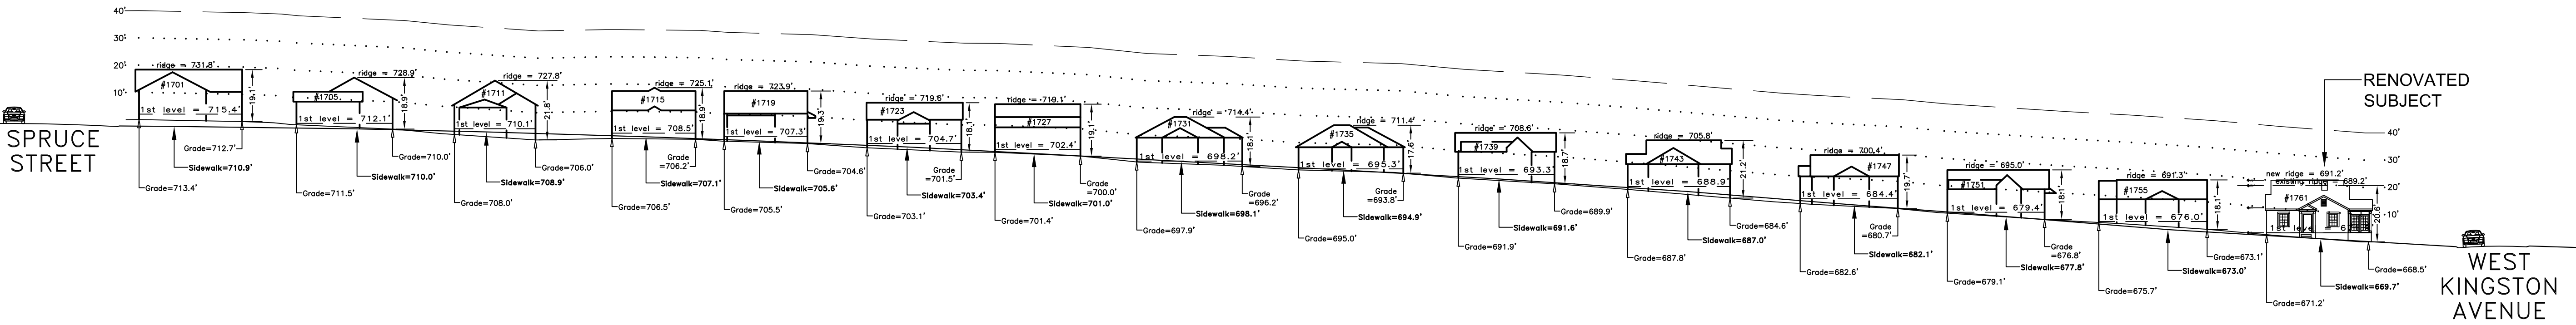 SPRUCE
STREET
40'
30'
20'
10'
ridge = 731.8'
#1701
1st level = 715.4'
19.1'
Grade=712.7'
Sidewalk=710.9'
Grade=713.4'
ridge = 728.9'
#1705
1st level = 712.1'
18.9'
Grade=710.0'
Sidewalk=710.0'
Grade=711.5'
ridge = 727.8'
#1711
1st level = 710.1'
21.8'
Grade=706.0'
Sidewalk=708.9'
Grade=708.0'
ridge = 725.1'
#1715
1st level = 708.5'
18.9'
Grade
=706.2'
Sidewalk=707.1'
Grade=706.5'
ridge = 723.9'
#1719
1st level = 707.3'
19.3'
Grade=704.6'
Sidewalk=705.6'
Grade=705.5'
ridge = 719.6'
#1723
1st level = 704.7'
18.1'
Grade
=701.5'
Sidewalk=703.4'
Grade=703.1'
ridge = 719.1'
#1727
1st level = 702.4'
19.1'
Grade
=700.0'
Sidewalk=701.0'
Grade=701.4'
ridge = 714.4'
#1731
1st level = 698.2'
18.2'
Grade
=696.2'
Sidewalk=698.1'
Grade=697.9'
ridge = 711.4'
#1735
1st level = 695.3'
17.6'
Grade
=693.8'
Sidewalk=694.9'
Grade=695.0'
ridge = 708.6'
#1739
1st level = 693.3'
18.7'
Grade=689.9'
Sidewalk=691.6'
Grade=691.9'
ridge = 705.8'
#1743
1st level = 688.9'
21.2'
Grade=684.6'
Sidewalk=687.0'
Grade=687.8'
ridge = 700.4'
#1747
1st level = 684.4'
19.7'
Grade
=680.7'
Sidewalk=682.1'
Grade=682.6'
ridge = 695.0'
#1751
1st level = 679.4'
Grade
=676.8'
Sidewalk=677.8'
Grade=679.1'
ridge = 691.3'
#1755
1st level = 676.0'
18.1'
Grade=673.1'
Sidewalk=673.0'
Grade=675.7'
RENOVATED
SUBJECT
new ridge = 691.2'
existing ridge = 689.2'
#1761
1st level =
20.6'
Grade=668.5'
Sidewalk=669.7'
Grade=671.2'
40'
30'
20'
10'
WEST
KINGSTON
AVENUE